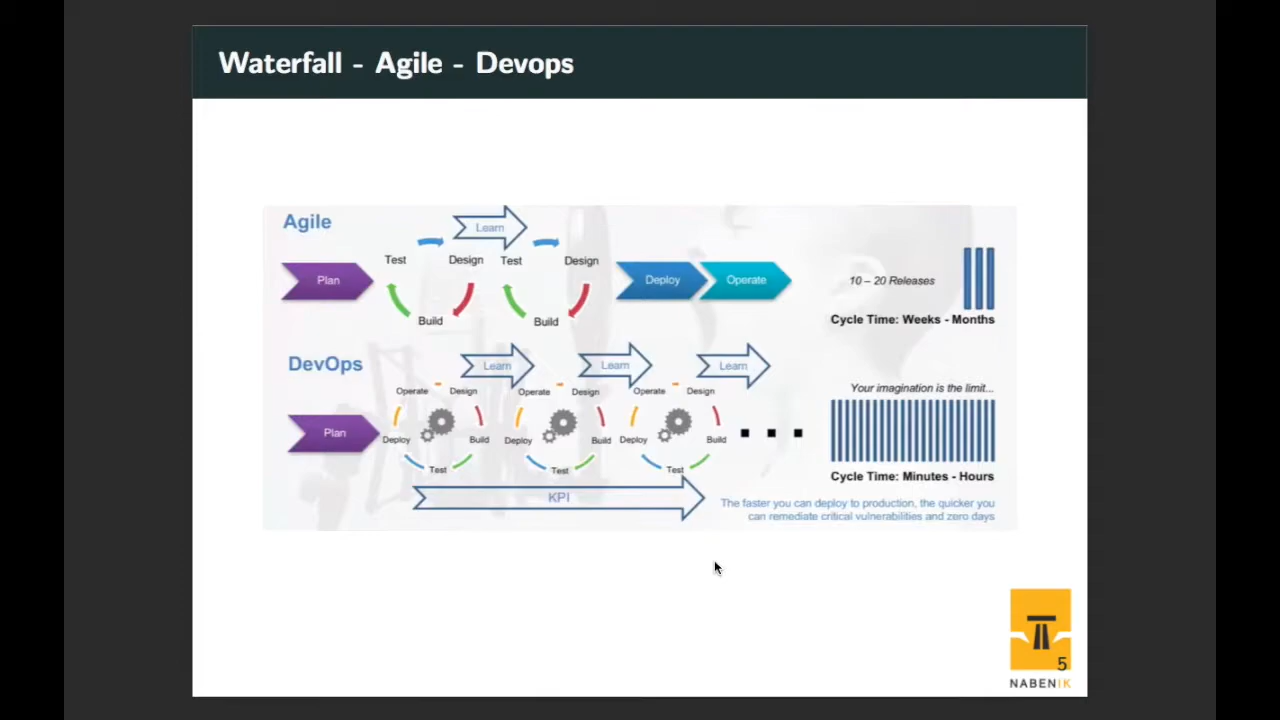 Waterfall - Agile - Devops
Agile
Learn
Test Design Test Design
Plan
Deploy
Operate
10 – 20 Releases
Build Build
Cycle Time: Weeks - Months
DevOps
Learn Learn Learn
Operate Design Operate Design Operate Design
Your imagination is the limit...
Plan
Deploy Build Deploy Build Deploy Build
Test Test Test
Cycle Time: Minutes - Hours
KPI
The faster you can deploy to production, the quicker you
can remediate critical vulnerabilities and zero days
5
NABENIK